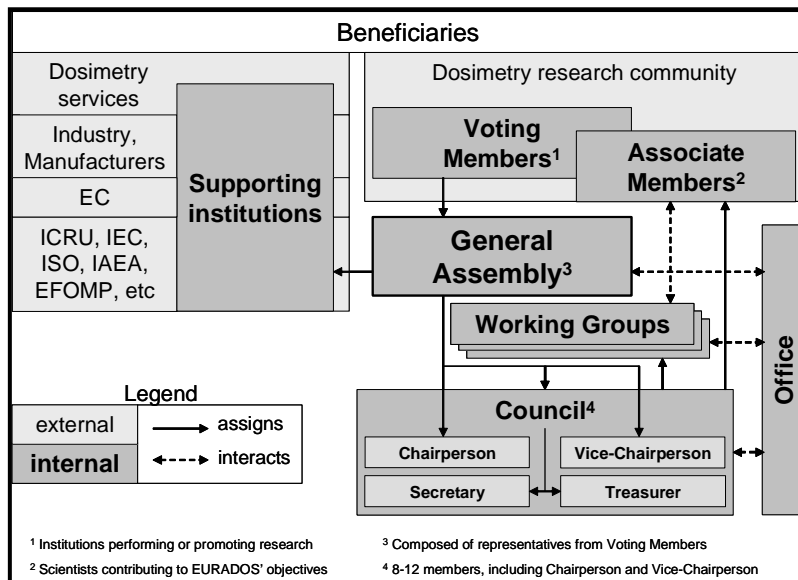 Beneficiaries
Dosimetry
services
Industry,
Manufacturers
EC
ICRU, IEC,
ISO, IAEA,
EFOMP, etc
Supporting
institutions
Dosimetry research community
Voting
Members¹
Associate
Members²
General
Assembly³
Working Groups
Office
Council⁴
Chairperson
Vice-Chairperson
Secretary
Treasurer
Legend
external
internal
assigns
interacts
¹ Institutions performing or promoting research
² Scientists contributing to EURADOS' objectives
³ Composed of representatives from Voting Members
⁴ 8-12 members, including Chairperson and Vice-Chairperson